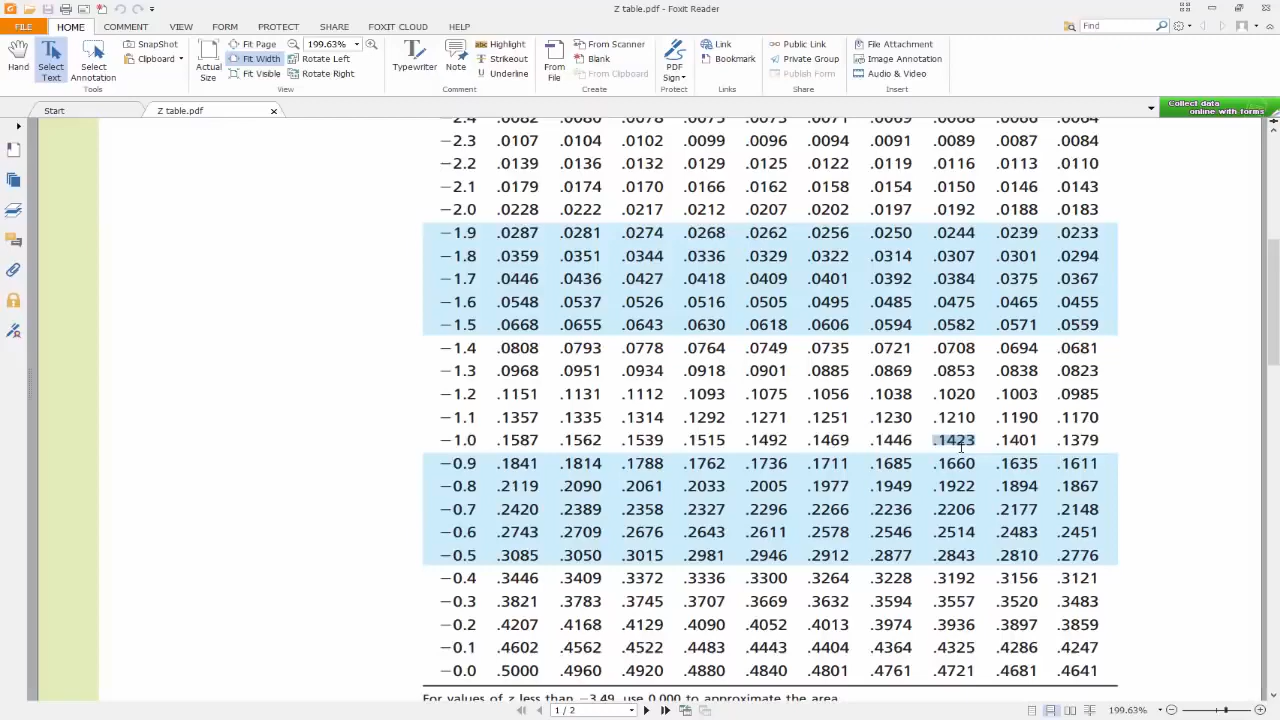 Z table.pdf - Foxit Reader
FILE HOME COMMENT VIEW FORM PROTECT SHARE FOXIT CLOUD HELP
Find
Hand
Select Text
Select Annotation
SnapShot
Clipboard
Tools
Actual Size
Fit Page
Fit Width
Fit Visible
199.63%
Rotate Left
Rotate Right
View
Typewriter
Note
Highlight
Strikeout
Underline
Comment
From File
From Scanner
Blank
From Clipboard
Create
PDF Sign
Protect
Link
Bookmark
Links
Public Link
Private Group
Publish Form
Share
File Attachment
Image Annotation
Audio & Video
Insert
Start Z table.pdf
Collect data
online with forms
−2.3 .0107 .0104 .0102 .0099 .0096 .0094 .0091 .0089 .0087 .0084
−2.2 .0139 .0136 .0132 .0129 .0125 .0122 .0119 .0116 .0113 .0110
−2.1 .0179 .0174 .0170 .0166 .0162 .0158 .0154 .0150 .0146 .0143
−2.0 .0228 .0222 .0217 .0212 .0207 .0202 .0197 .0192 .0188 .0183
−1.9 .0287 .0281 .0274 .0268 .0262 .0256 .0250 .0244 .0239 .0233
−1.8 .0359 .0351 .0344 .0336 .0329 .0322 .0314 .0307 .0301 .0294
−1.7 .0446 .0436 .0427 .0418 .0409 .0401 .0392 .0384 .0375 .0367
−1.6 .0548 .0537 .0526 .0516 .0505 .0495 .0485 .0475 .0465 .0455
−1.5 .0668 .0655 .0643 .0630 .0618 .0606 .0594 .0582 .0571 .0559
−1.4 .0808 .0793 .0778 .0764 .0749 .0735 .0721 .0708 .0694 .0681
−1.3 .0968 .0951 .0934 .0918 .0901 .0885 .0869 .0853 .0838 .0823
−1.2 .1151 .1131 .1112 .1093 .1075 .1056 .1038 .1020 .1003 .0985
−1.1 .1357 .1335 .1314 .1292 .1271 .1251 .1230 .1210 .1190 .1170
−1.0 .1587 .1562 .1539 .1515 .1492 .1469 .1446 .1423 .1401 .1379
−0.9 .1841 .1814 .1788 .1762 .1736 .1711 .1685 .1660 .1635 .1611
−0.8 .2119 .2090 .2061 .2033 .2005 .1977 .1949 .1922 .1894 .1867
−0.7 .2420 .2389 .2358 .2327 .2296 .2266 .2236 .2206 .2177 .2148
−0.6 .2743 .2709 .2676 .2643 .2611 .2578 .2546 .2514 .2483 .2451
−0.5 .3085 .3050 .3015 .2981 .2946 .2912 .2877 .2843 .2810 .2776
−0.4 .3446 .3409 .3372 .3336 .3300 .3264 .3228 .3192 .3156 .3121
−0.3 .3821 .3783 .3745 .3707 .3669 .3632 .3594 .3557 .3520 .3483
−0.2 .4207 .4168 .4129 .4090 .4052 .4013 .3974 .3936 .3897 .3859
−0.1 .4602 .4562 .4522 .4483 .4443 .4404 .4364 .4325 .4286 .4247
−0.0 .5000 .4960 .4920 .4880 .4840 .4801 .4761 .4721 .4681 .4641
For values of z less than −3.49, use 0.000 to approximate the area.
1 / 2
199.63%